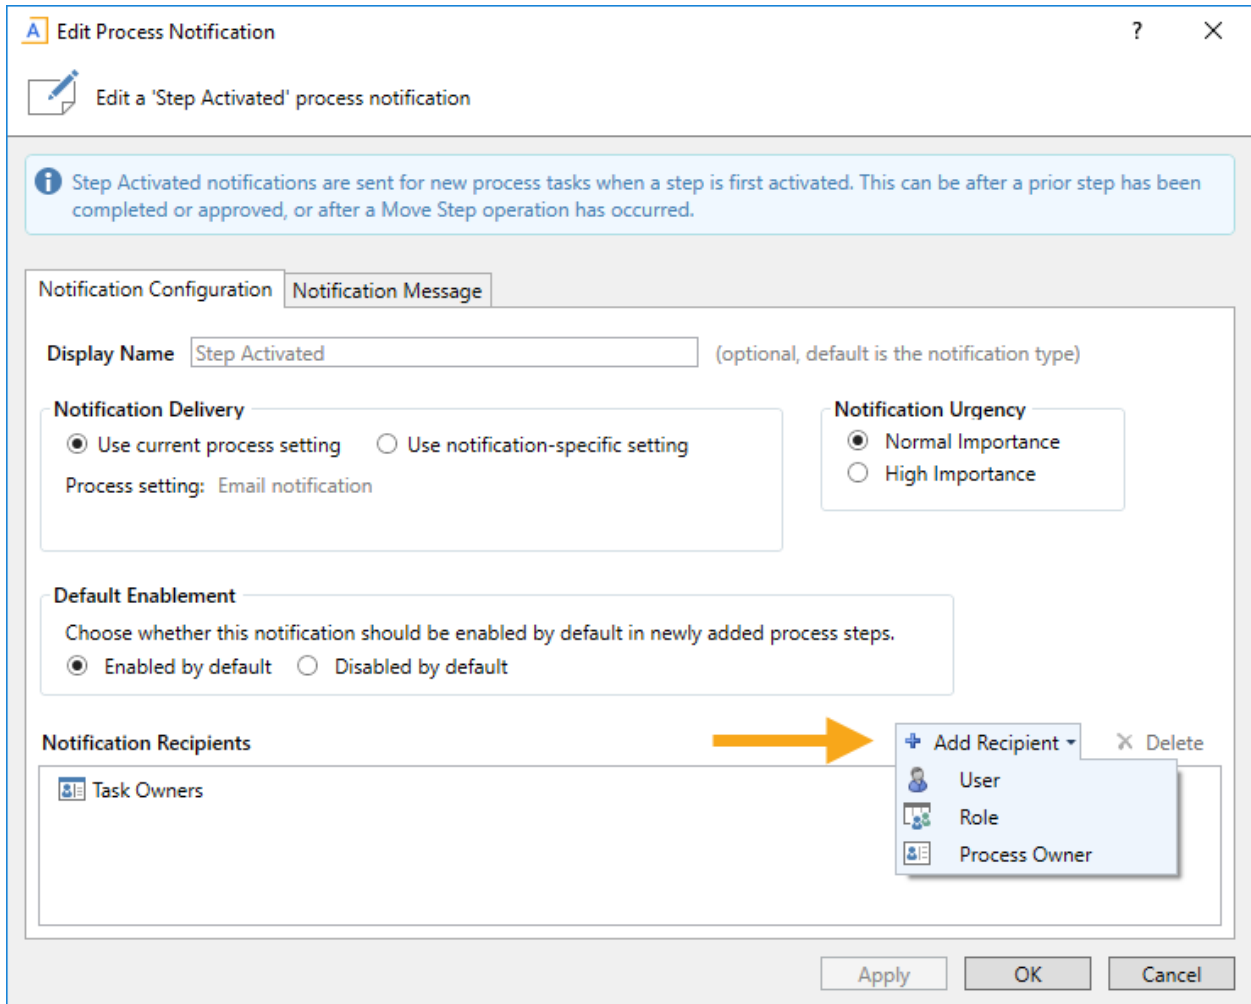 A Edit Process Notification ? ×
Edit a 'Step Activated' process notification
Step Activated notifications are sent for new process tasks when a step is first activated. This can be after a prior step has been
completed or approved, or after a Move Step operation has occurred.
Notification Configuration Notification Message
Display Name Step Activated (optional, default is the notification type)
Notification Delivery
Use current process setting Use notification-specific setting
Process setting: Email notification
Notification Urgency
Normal Importance
High Importance
Default Enablement
Choose whether this notification should be enabled by default in newly added process steps.
Enabled by default Disabled by default
Notification Recipients Add Recipient Delete
Task Owners
User
Role
Process Owner
Apply OK Cancel